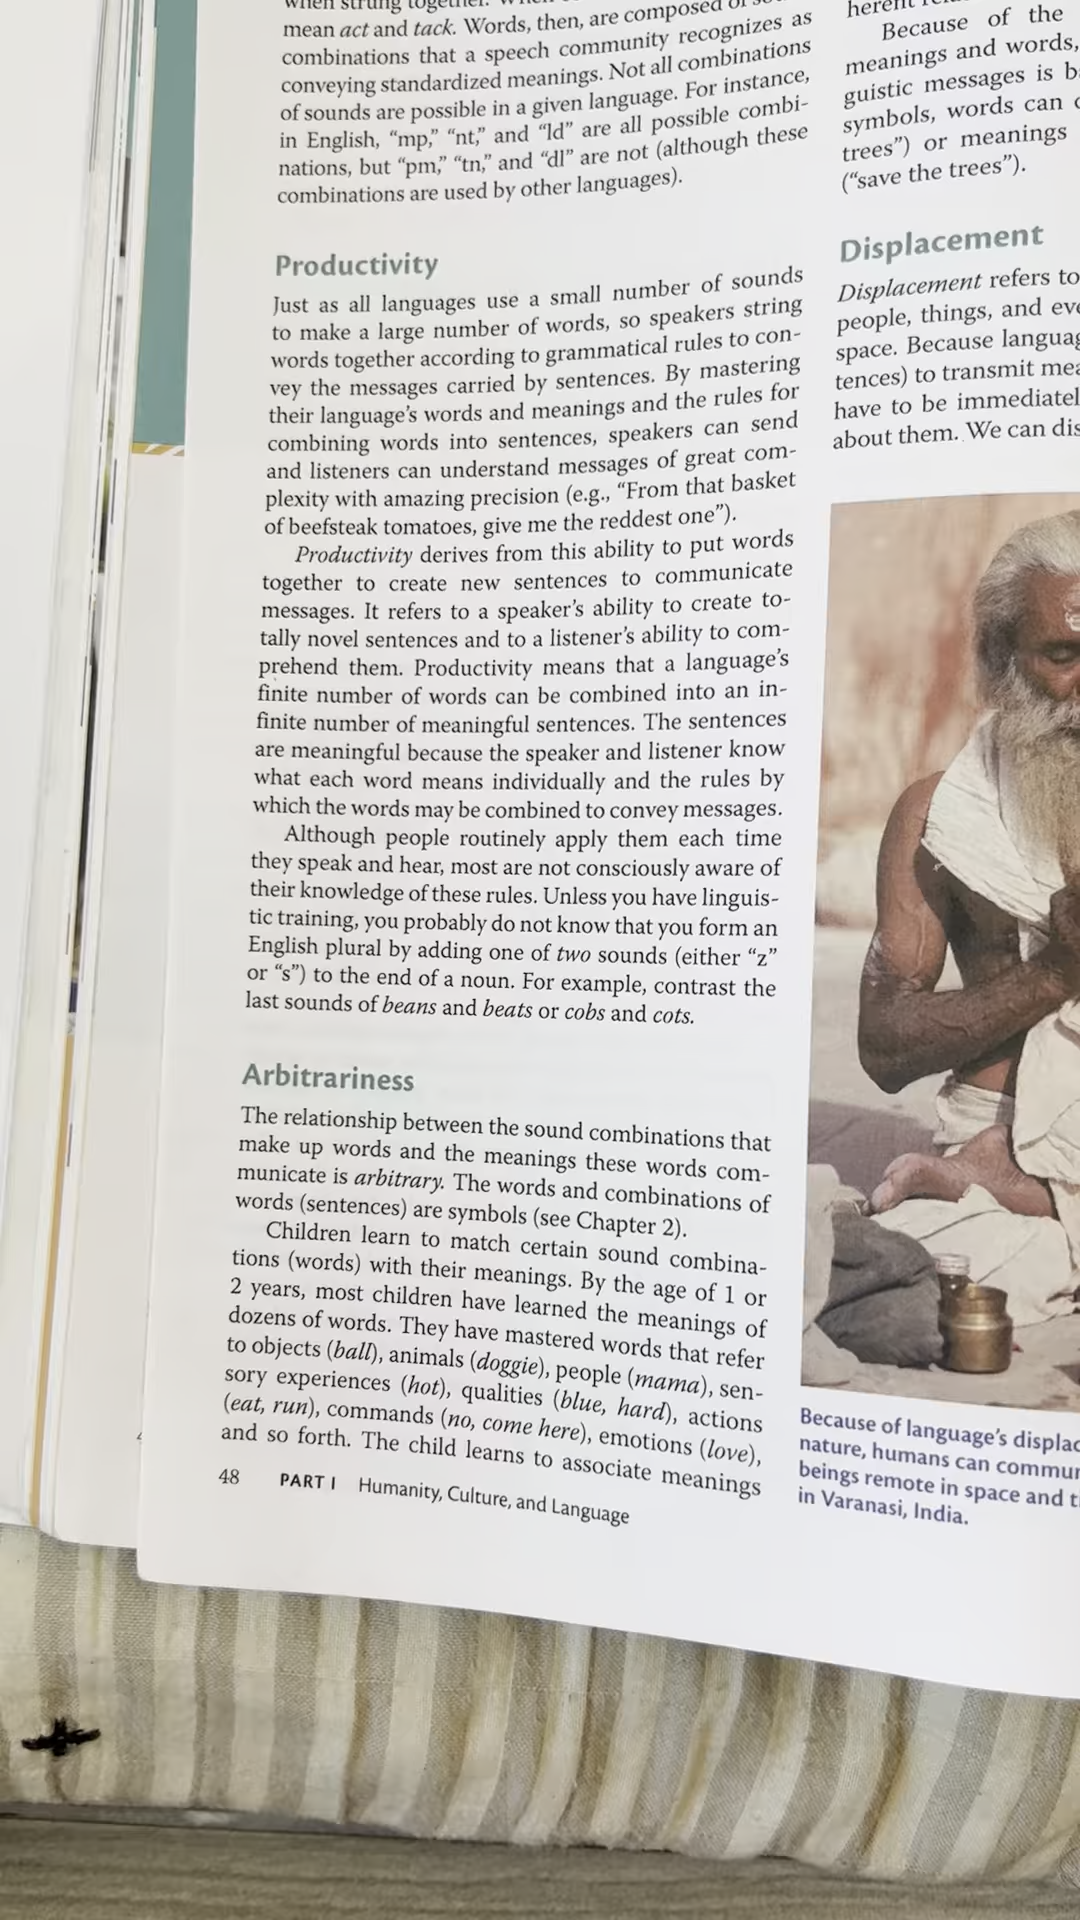 when strung together.
mean act and tack. Words, then, are composed of
combinations that a speech community recognizes as
conveying standardized meanings. Not all combinations
of sounds are possible in a given language. For instance,
in English, “mp,” “nt,” and “ld” are all possible combi-
nations, but “pm,” “tn,” and “dl” are not (although these
combinations are used by other languages).
Productivity
Just as all languages use a small number of sounds
to make a large number of words, so speakers string
words together according to grammatical rules to con-
vey the messages carried by sentences. By mastering
their language’s words and meanings and the rules for
combining words into sentences, speakers can send
and listeners can understand messages of great com-
plexity with amazing precision (e.g., “From that basket
of beefsteak tomatoes, give me the reddest one”).
Productivity derives from this ability to put words
together to create new sentences to communicate
messages. It refers to a speaker’s ability to create to-
tally novel sentences and to a listener’s ability to com-
prehend them. Productivity means that a language’s
finite number of words can be combined into an in-
finite number of meaningful sentences. The sentences
are meaningful because the speaker and listener know
what each word means individually and the rules by
which the words may be combined to convey messages.
Although people routinely apply them each time
they speak and hear, most are not consciously aware of
their knowledge of these rules. Unless you have linguis-
tic training, you probably do not know that you form an
English plural by adding one of two sounds (either “z”
or “s”) to the end of a noun. For example, contrast the
last sounds of beans and beats or cobs and cots.
Arbitrariness
The relationship between the sound combinations that
make up words and the meanings these words com-
municate is arbitrary. The words and combinations of
words (sentences) are symbols (see Chapter 2).
Children learn to match certain sound combina-
tions (words) with their meanings. By the age of 1 or
2 years, most children have learned the meanings of
dozens of words. They have mastered words that refer
to objects (ball), animals (doggie), people (mama), sen-
sory experiences (hot), qualities (blue, hard), actions
(eat, run), commands (no, come here), emotions (love),
and so forth. The child learns to associate meanings
48 PART I Humanity, Culture, and Language
Because of the
meanings and words,
guistic messages is
symbols, words can
trees”) or meanings
(“save the trees”).
Displacement
Displacement refers to
people, things, and
space. Because
tences) to transmit
have to be
about them. We can
Because of language’s
nature, humans can
beings remote in space and
in Varanasi, India.